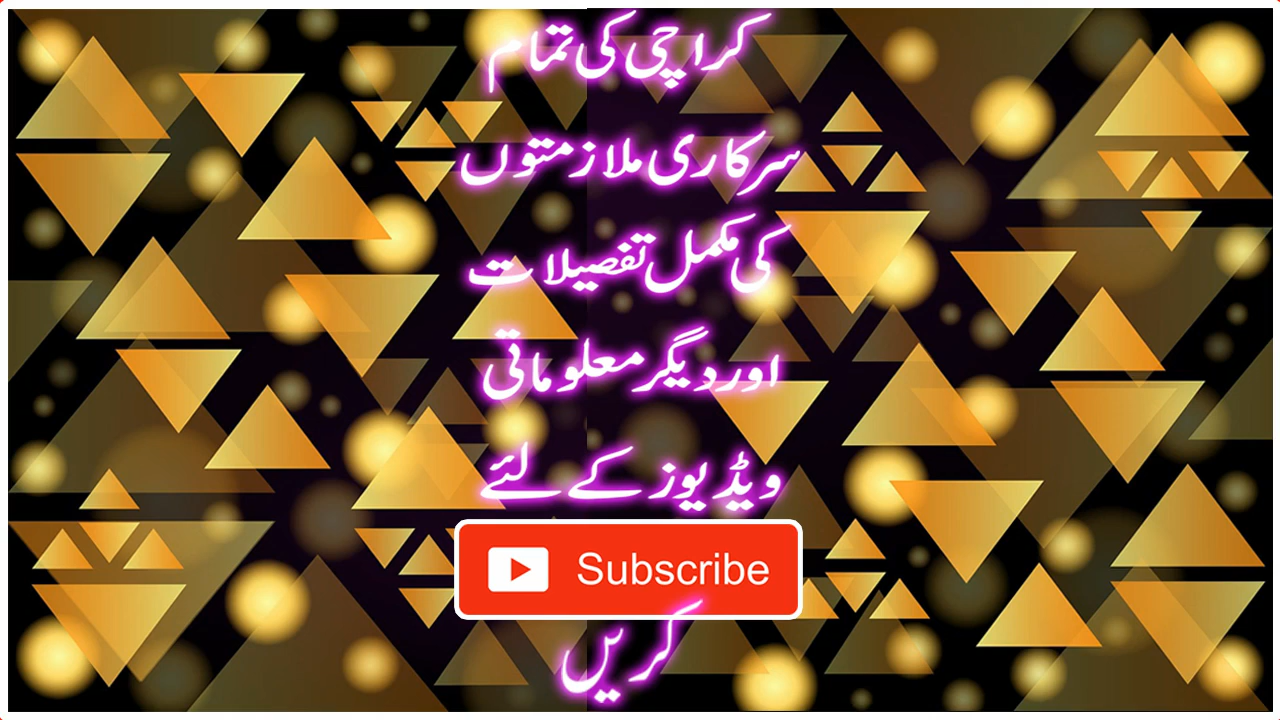 کراچی کی تمام
سرکاری ملازمتوں
کی مکمل تفصیلات
اور دیگر معلوماتی
ویڈیوز کے لئے
Subscribe
کریں